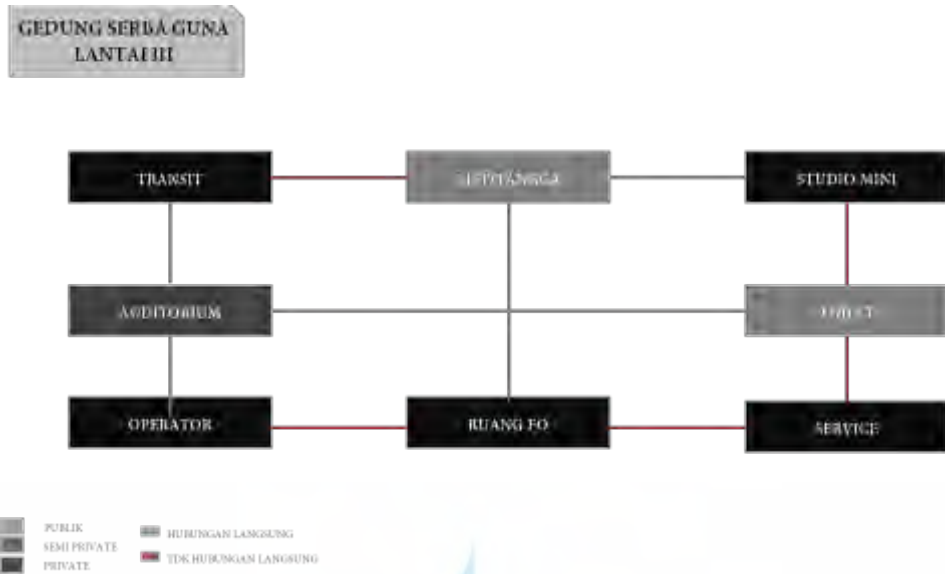 GEDUNG SERBA GUNA
LANTAI III
TRANSIT
STUDIO MINI
AUDITORIUM
TOILET
OPERATOR
RUANG FO
SERVICE
PUBLIK
SEMI PRIVATE
PRIVATE
HUBUNGAN LANGSUNG
TDK HUBUNGAN LANGSUNG